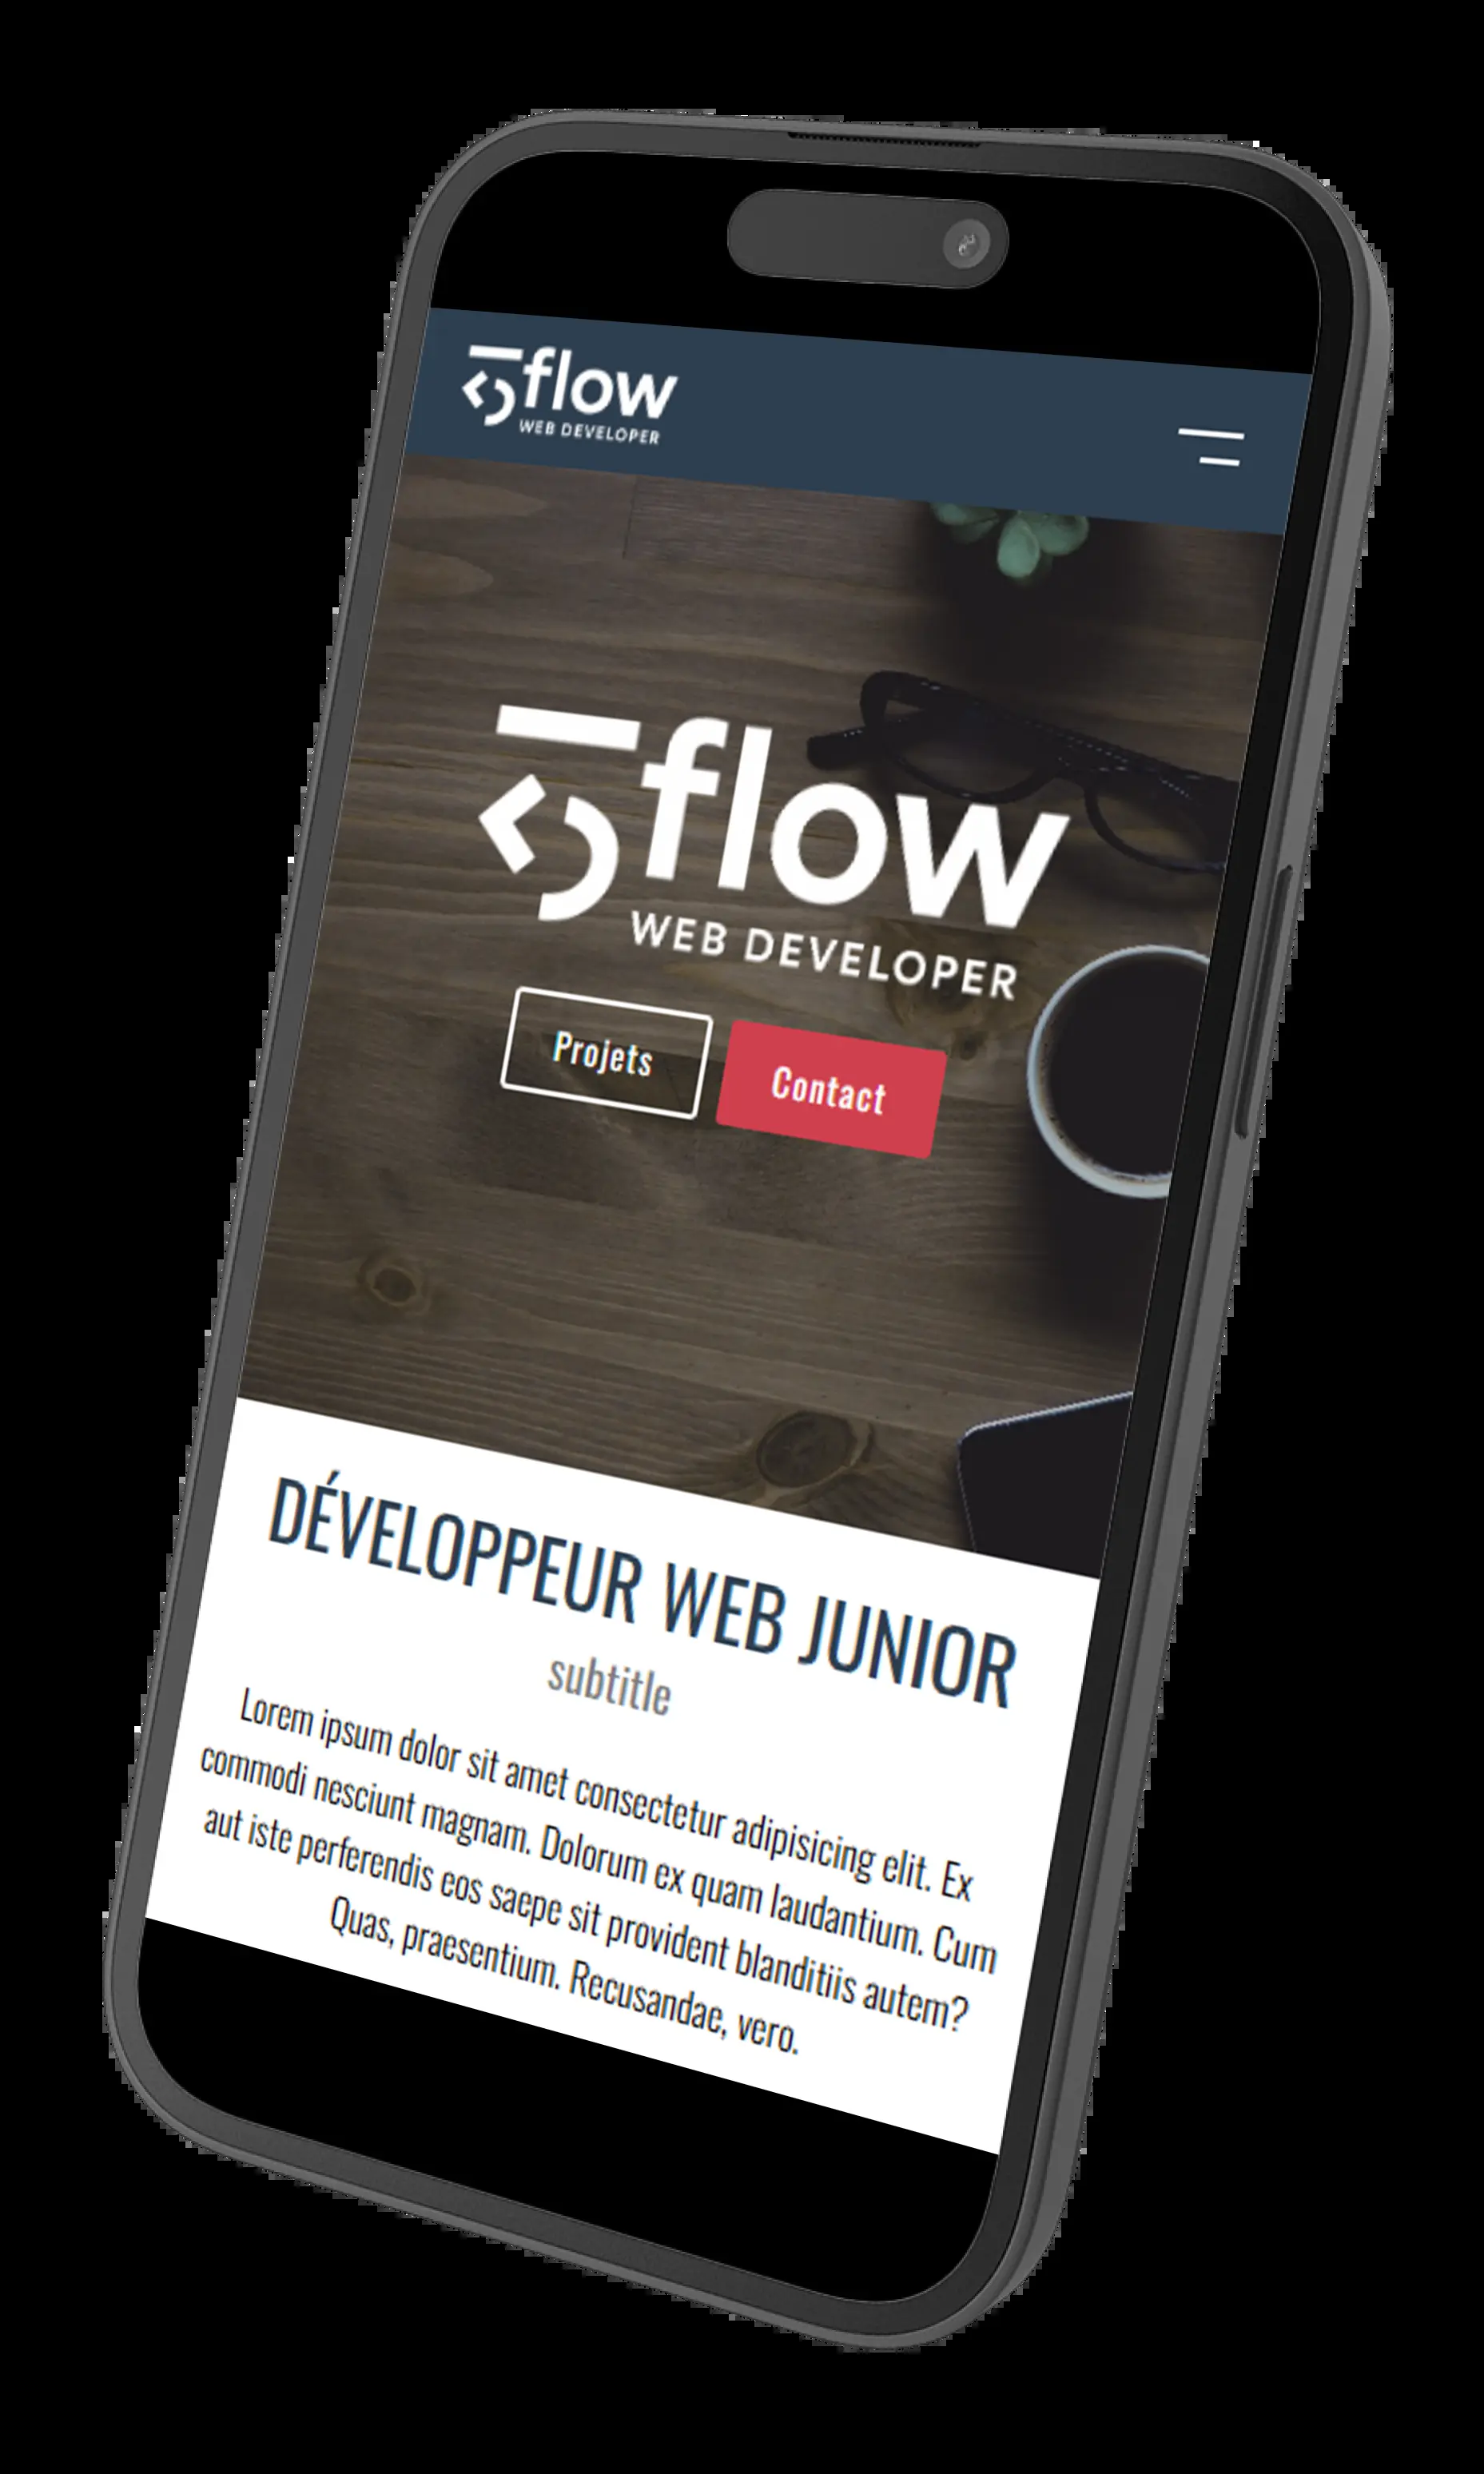 5flow
WEB DEVELOPER
5flow
WEB DEVELOPER
Projets
Contact
DÉVELOPPEUR WEB JUNIOR
subtitle
Lorem ipsum dolor sit amet consectetur adipisicing elit. Ex
commodi nesciunt magnam. Dolorum ex quam laudantium. Cum
aut iste perferendis eos saepe sit provident blanditiis autem?
Quas, praesentium. Recusandae, vero.